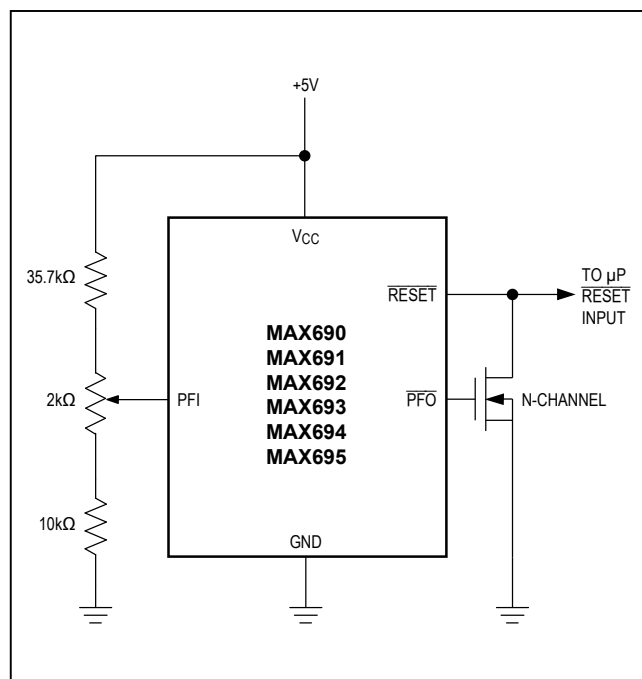 +5V
VCC
35.7kΩ
RESET
TO µP
RESET
INPUT
MAX690
MAX691
MAX692
MAX693
MAX694
MAX695
2kΩ
PFI
PFO
N-CHANNEL
10kΩ
GND